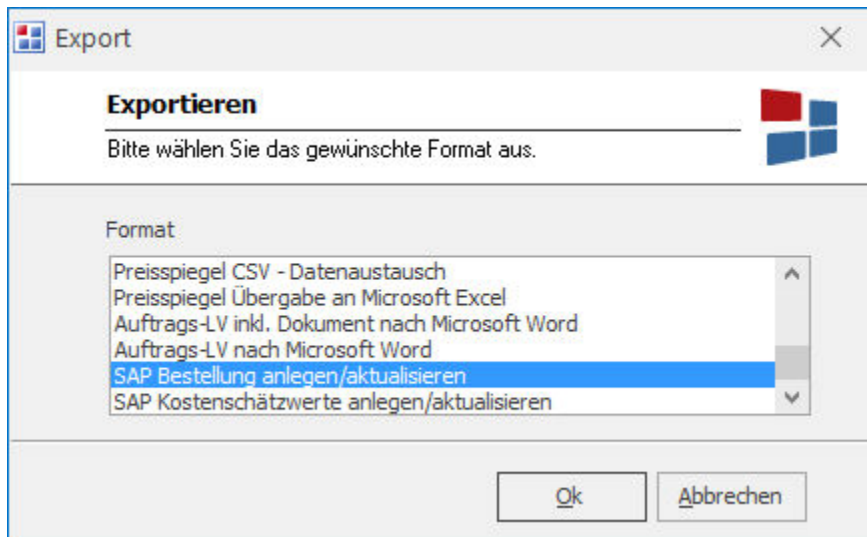 Export
Exportieren
Bitte wählen Sie das gewünschte Format aus.
Format
Preisspiegel CSV - Datenaustausch
Preisspiegel Übergabe an Microsoft Excel
Auftrags-LV inkl. Dokument nach Microsoft Word
Auftrags-LV nach Microsoft Word
SAP Bestellung anlegen/aktualisieren
SAP Kostenschätzwerte anlegen/aktualisieren
Ok
Abbrechen